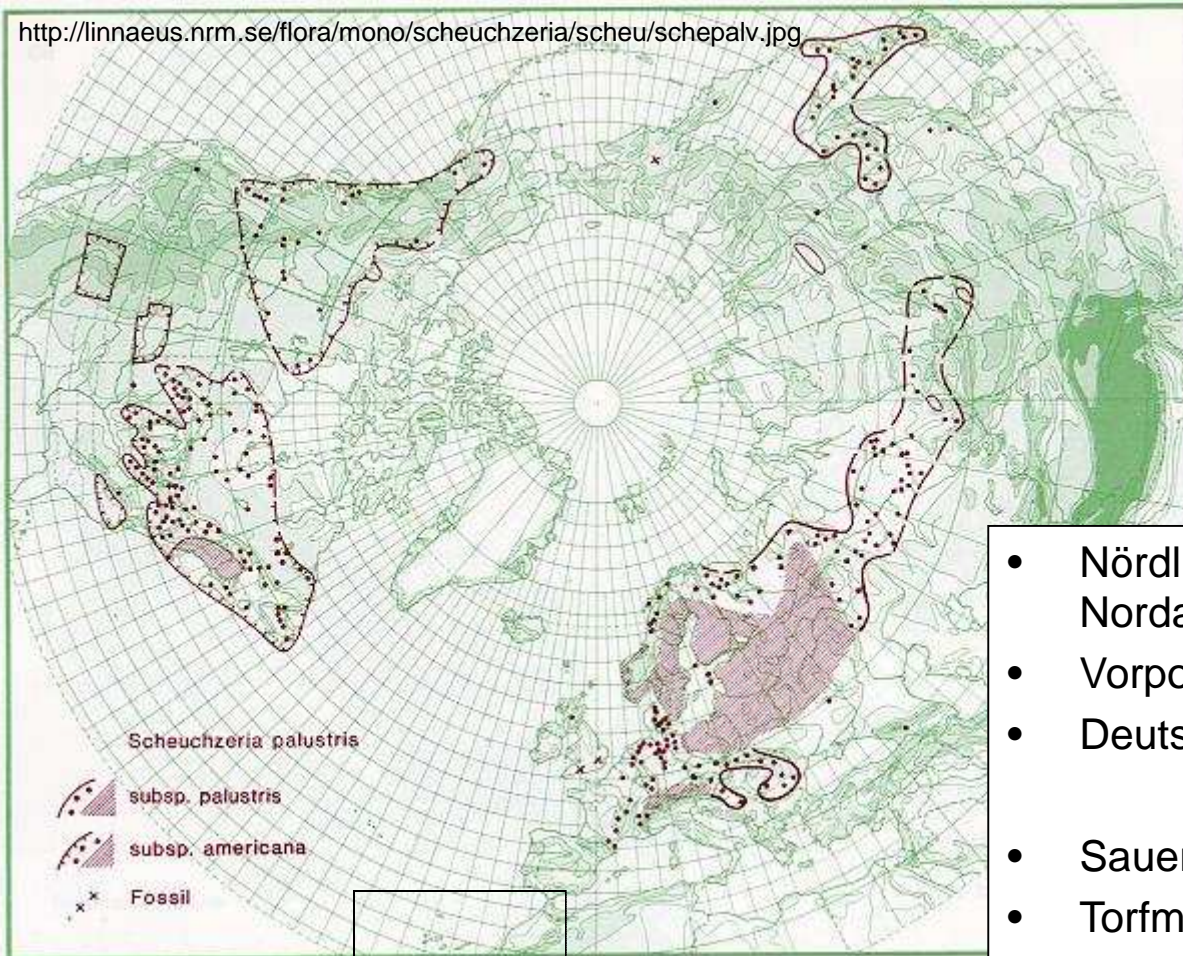 http://linnaeus.nrm.se/flora/mono/scheuchzeria/scheu/schepalv.jpg
Scheuchzeria palustris
subsp. palustris
subsp. americana
Fossil
• Nördl
Norda
• Vorpo
• Deuts
• Sauer
• Torfm